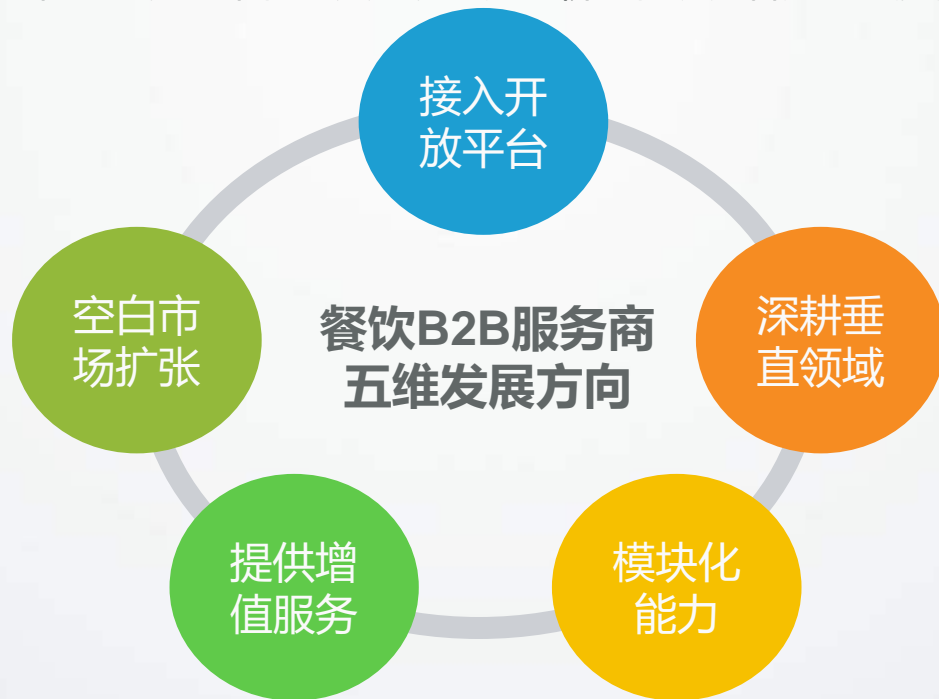 接入开
放平台
空白市
场扩张
餐饮B2B服务商
五维发展方向
深耕垂
直领域
提供增
值服务
模块化
能力